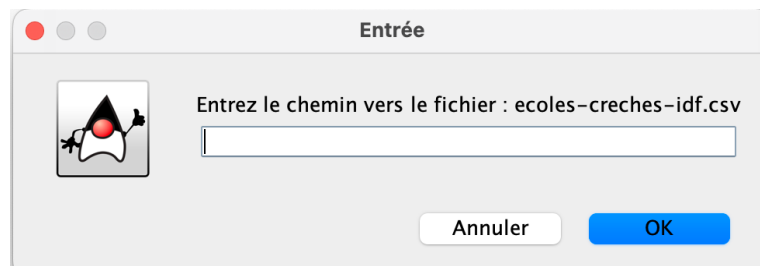 Entrée
Entrez le chemin vers le fichier : ecoles-creches-idf.csv
Annuler
OK